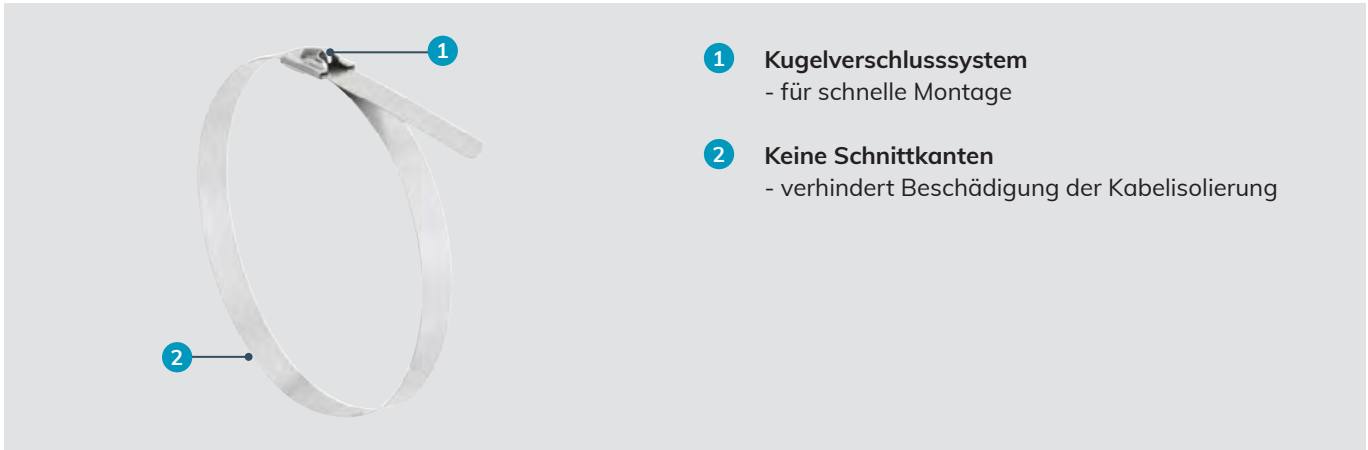 1
2
1 Kugelverschlusssystem
- für schnelle Montage
2 Keine Schnittkanten
- verhindert Beschädigung der Kabelisolierung